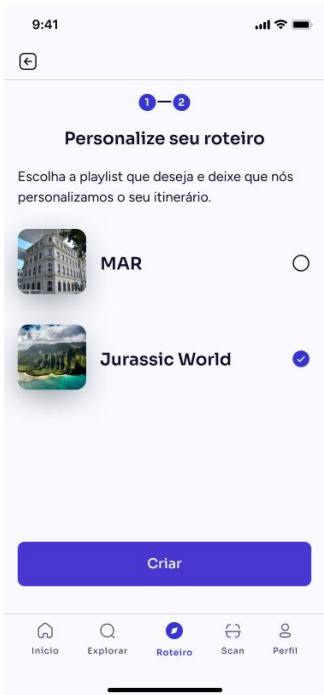 9:41
1 2
Personalize seu roteiro
Escolha a playlist que deseja e deixe que nós
personalizamos o seu itinerário.
MAR
Jurassic World
Criar
Início Explorar Roteiro Scan Perfil